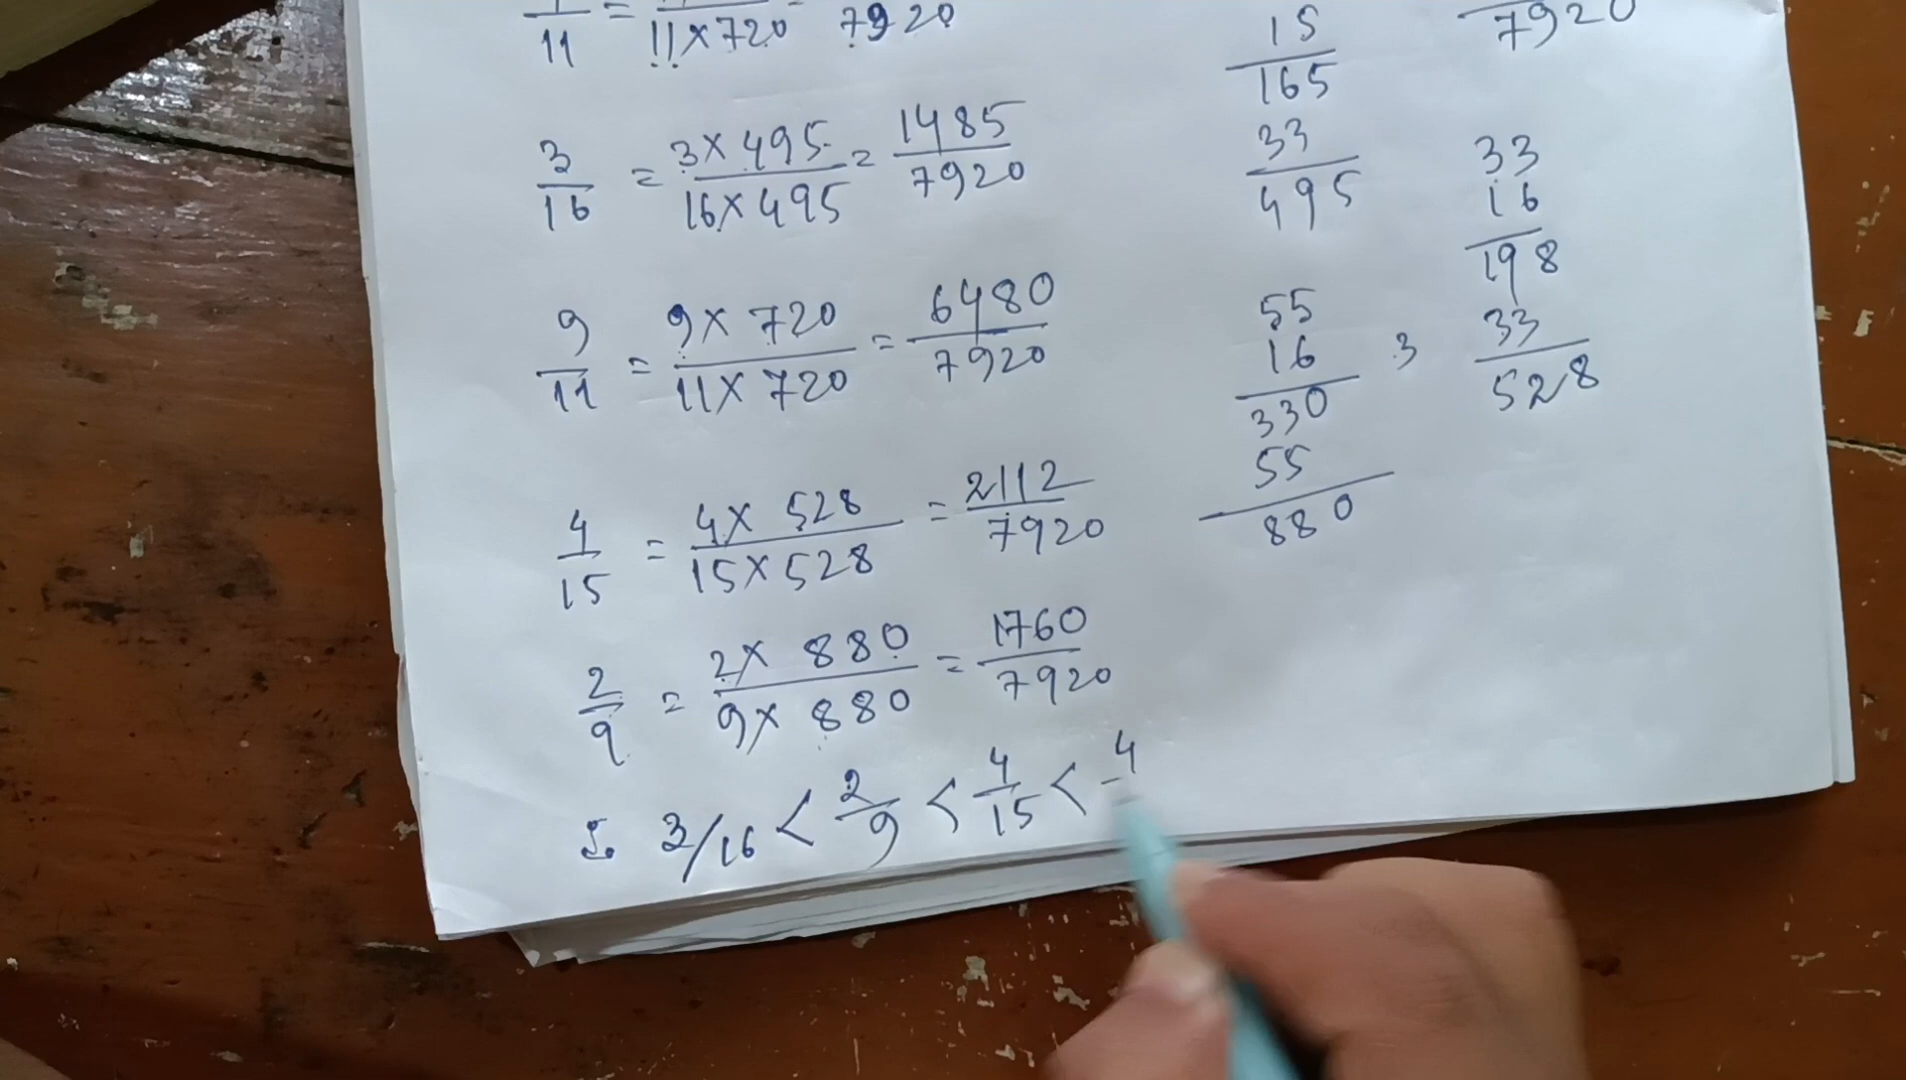 11 = 11 × 720 7920
3/16 = 3 × 495/16 × 495 = 1485/7920
9/11 = 9 × 720/11 × 720 = 6480/7920
4/15 = 4 × 528/15 × 528 = 2112/7920
2/9 = 2 × 880/9 × 880 = 1760/7920
3/16 < 2/9 < 4/15 < 4
15
165
33
495
55
16
330
55
880
3
7920
33
16
198
33
528